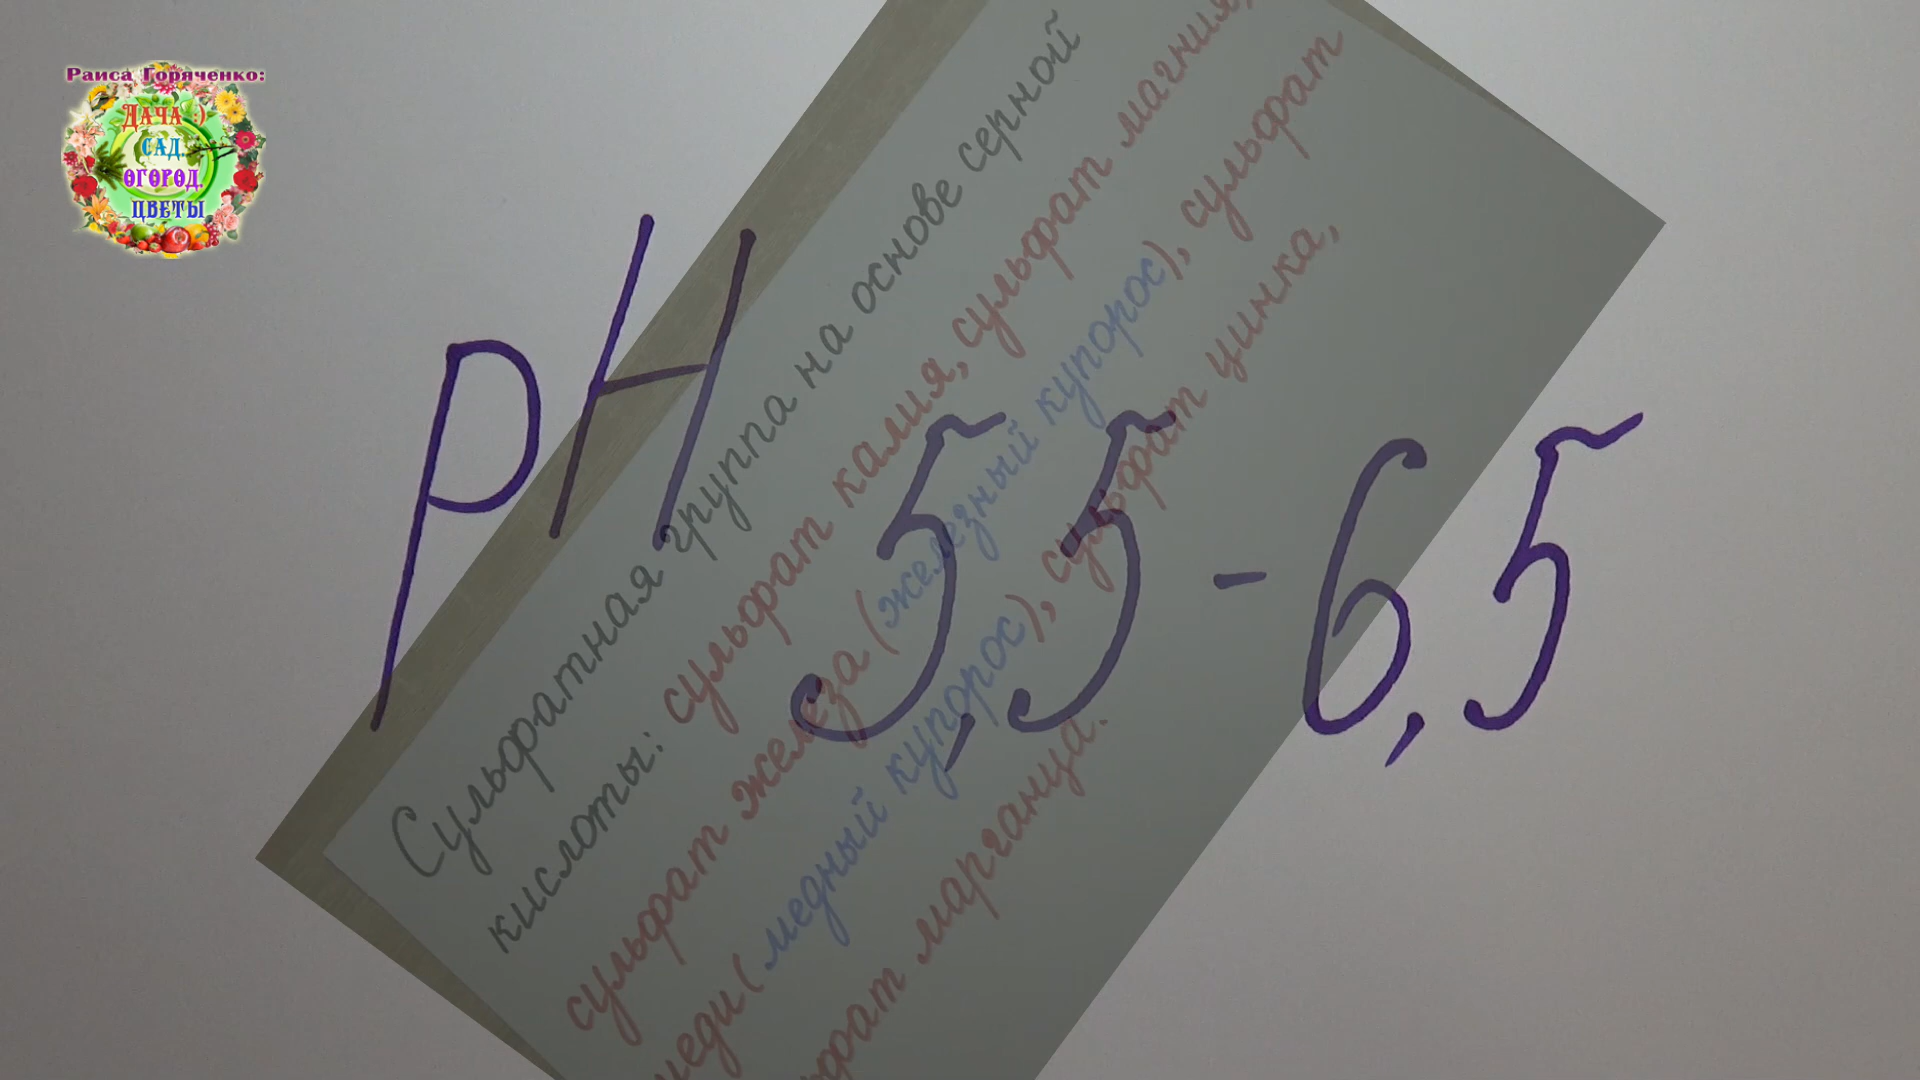 Раиса Горяченко:
Дача :)
сад.
огород.
цветы
pH 5,5 - 6,5
Сульфатная группа на основе серной
кислоты: сульфат калия, сульфат магния,
сульфат железа (железный купорос), сульфат
меди (медный купорос), сульфат цинка,
марганца.